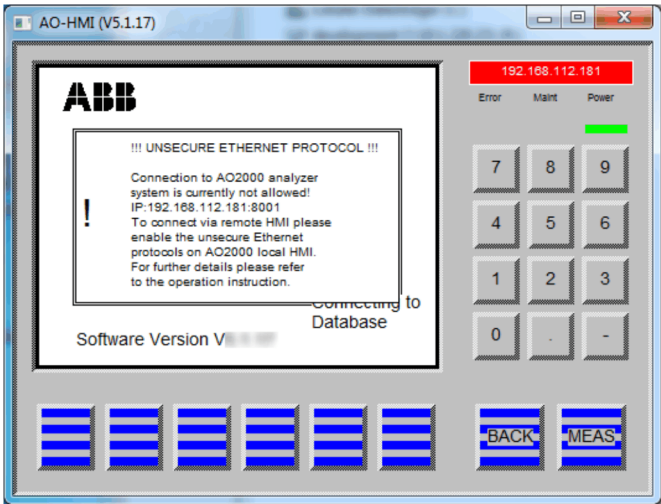 AO-HMI (V5.1.17)
ABB
!!! UNSECURE ETHERNET PROTOCOL !!!
!
Connection to AO2000 analyzer
system is currently not allowed!
IP:192.168.112.181:8001
To connect via remote HMI please
enable the unsecure Ethernet
protocols on AO2000 local HMI.
For further details please refer
to the operation instruction.
Connecting to
Database
Software Version V
192.168.112.181
Error Maint Power
7 8 9
4 5 6
1 2 3
0 . -
BACK MEAS